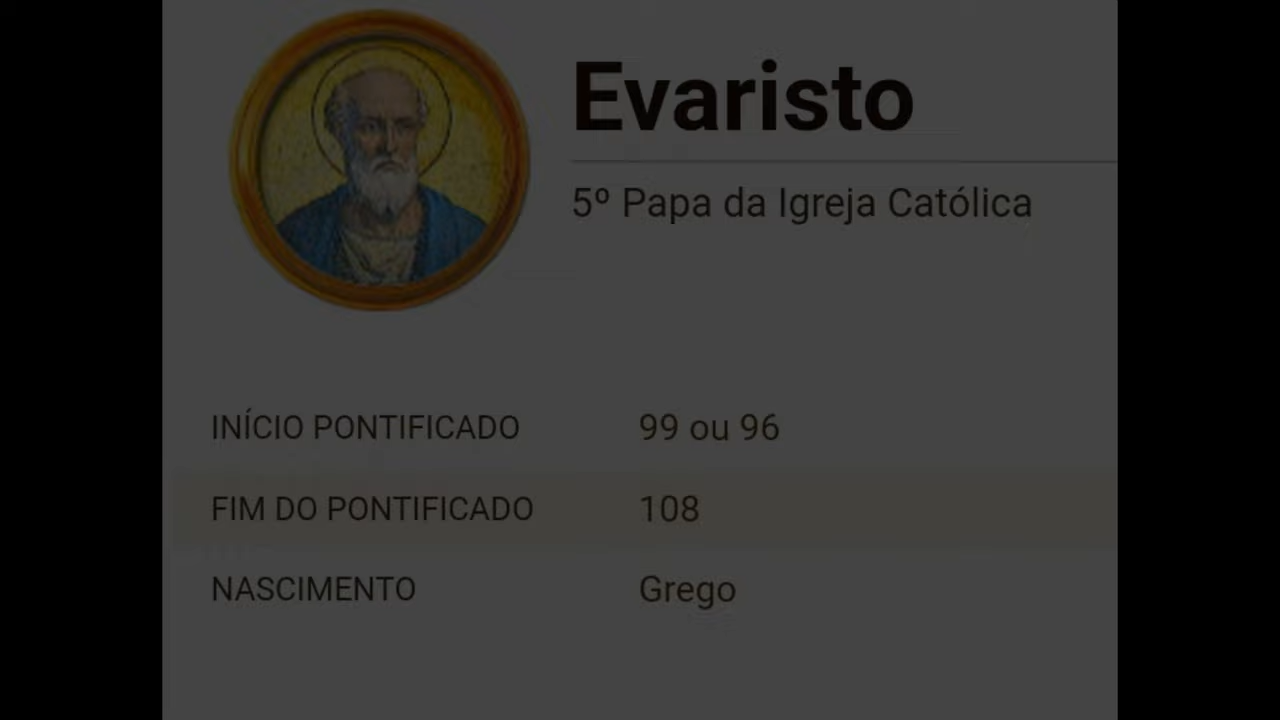 Evaristo
5º Papa da Igreja Católica
INÍCIO PONTIFICADO 99 ou 96
FIM DO PONTIFICADO 108
NASCIMENTO Grego